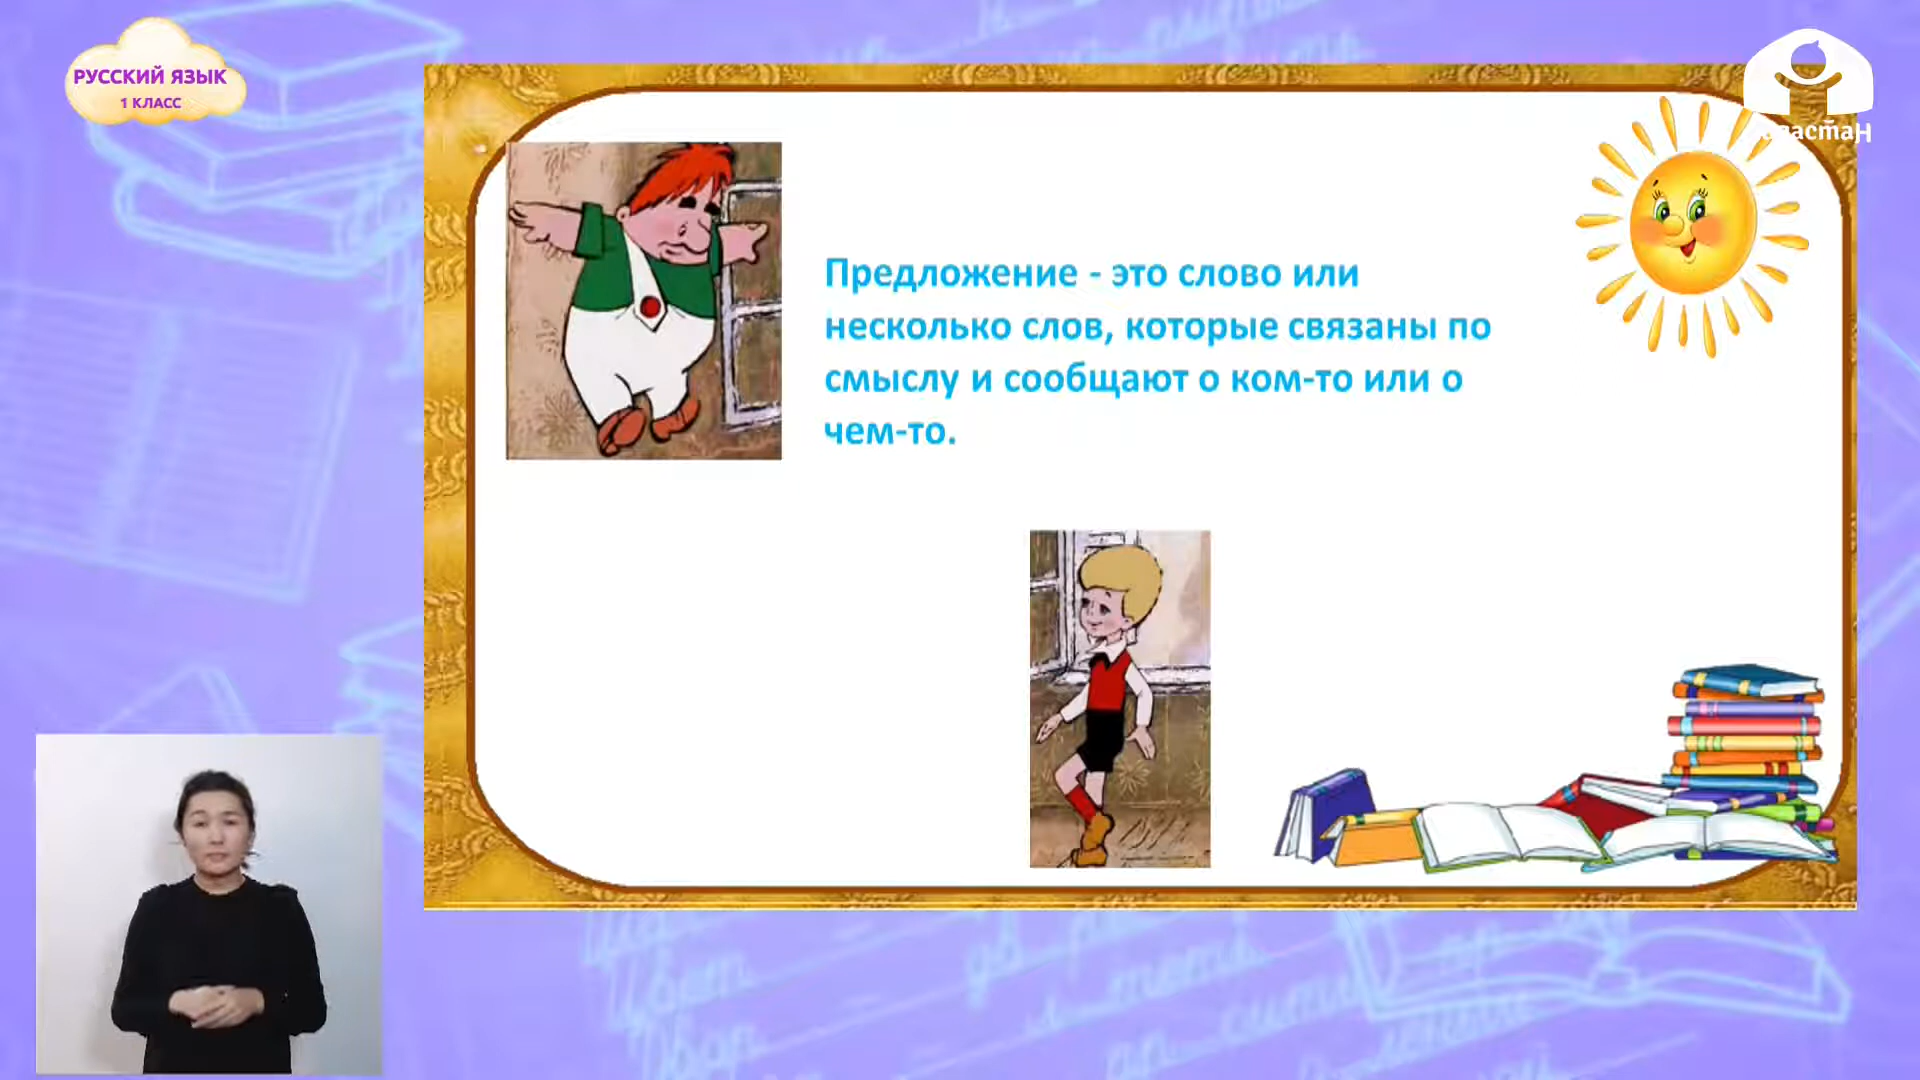 РУССКИЙ ЯЗЫК
1 КЛАСС
Предложение - это слово или
несколько слов, которые связаны по
смыслу и сообщают о ком-то или о
чем-то.